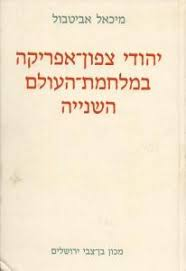 מיכאל אביטבול
יהודי צפון-אפריקה
במלחמת-העולם
השנייה
מכון בן-צבי ירושלים